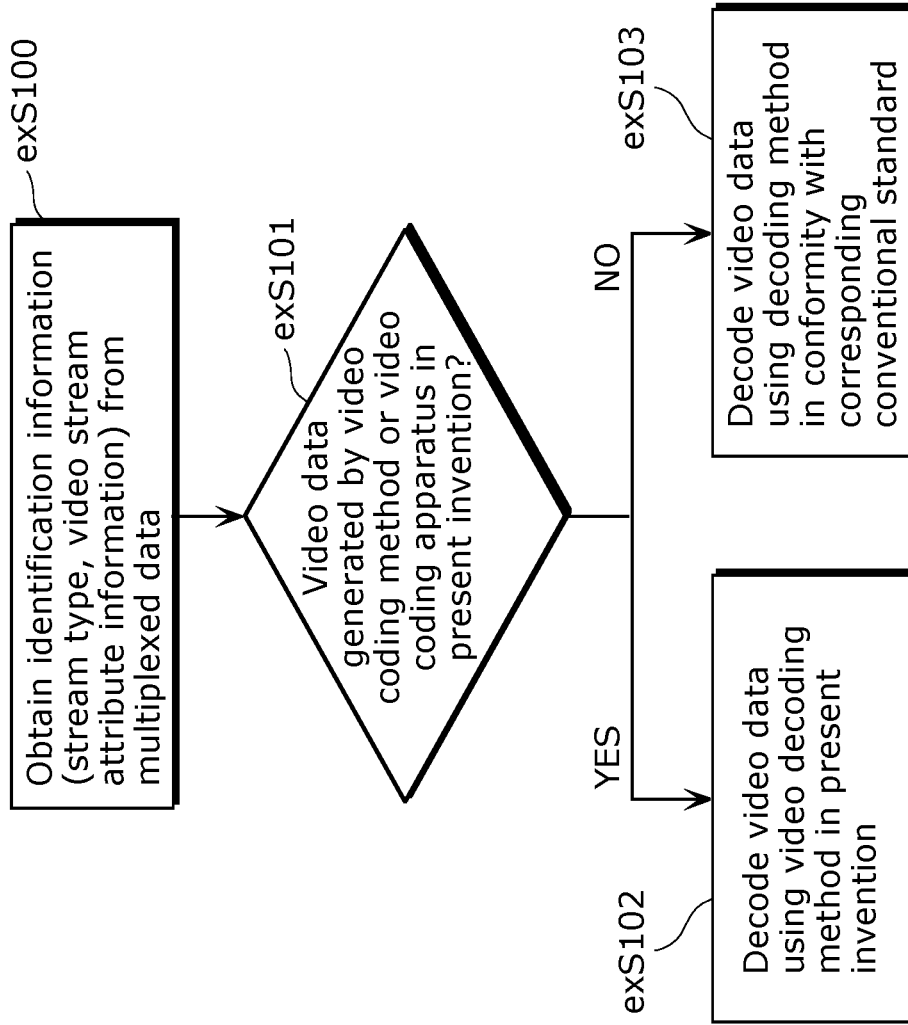 exS100
Obtain identification information
(stream type, video stream
attribute information) from
multiplexed data
exS101
Video data
generated by video
coding method or video
coding apparatus in
present invention?
YES
NO
exS102
Decode video data
using video decoding
method in present
invention
exS103
Decode video data
using decoding method
in conformity with
corresponding
conventional standard